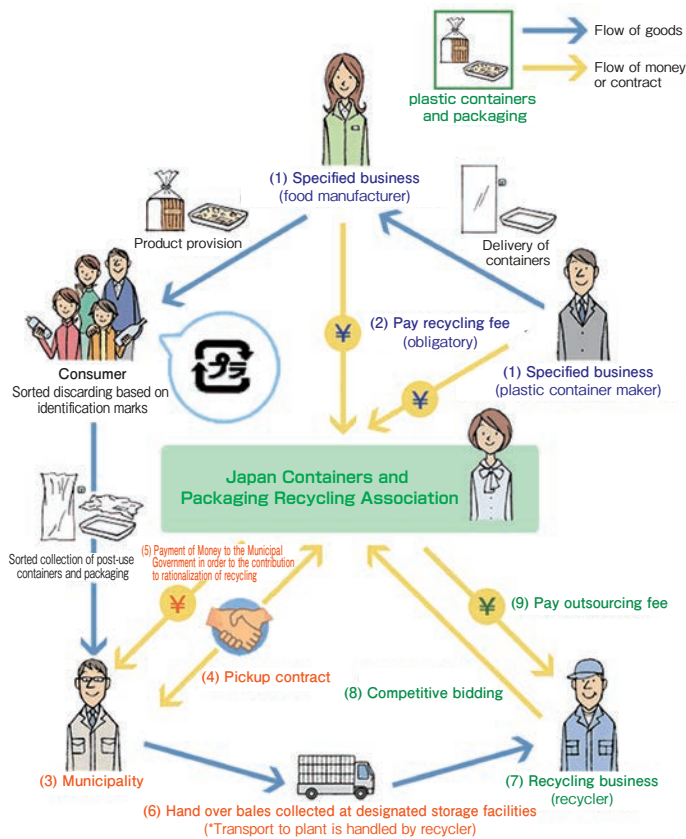 Flow of goods
Flow of money
or contract
plastic containers
and packaging
(1) Specified business
(food manufacturer)
Product provision
Delivery of
containers
(2) Pay recycling fee
(obligatory)
¥
¥
プラ
Consumer
Sorted discarding based on
identification marks
(1) Specified business
(plastic container maker)
Japan Containers and
Packaging Recycling Association
Sorted collection of post-use
containers and packaging
(5) Payment of Money to the Municipal
Government in order to the contribution
to rationalization of recycling
¥
¥
(9) Pay outsourcing fee
(4) Pickup contract
(8) Competitive bidding
(3) Municipality
(7) Recycling business
(recycler)
(6) Hand over bales collected at designated storage facilities
(*Transport to plant is handled by recycler)